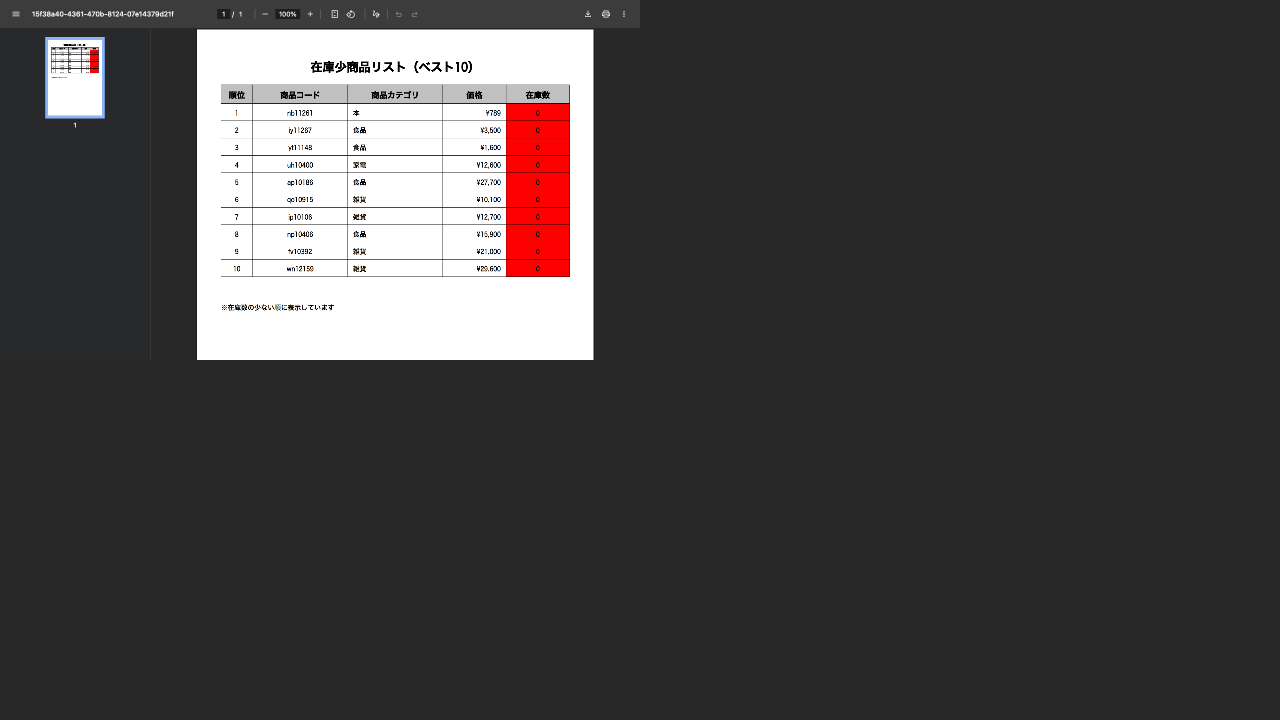 15f38a40-4361-470b-8124-07e14379d21f
1 / 1
100%
1
在庫少商品リスト（ベスト10）
順位 商品コード 商品カテゴリ 価格 在庫数
1 nb11261 本 ¥789 0
2 iy11267 食品 ¥3,500 0
3 yt11148 食品 ¥1,600 0
4 uh10400 家電 ¥12,600 0
5 ap10186 食品 ¥27,700 0
6 qo10915 雑貨 ¥10,100 0
7 ip10106 雑貨 ¥12,700 0
8 np10406 食品 ¥15,900 0
9 fv10392 雑貨 ¥21,000 0
10 wn12159 雑貨 ¥29,600 0
※在庫数の少ない順に表示しています